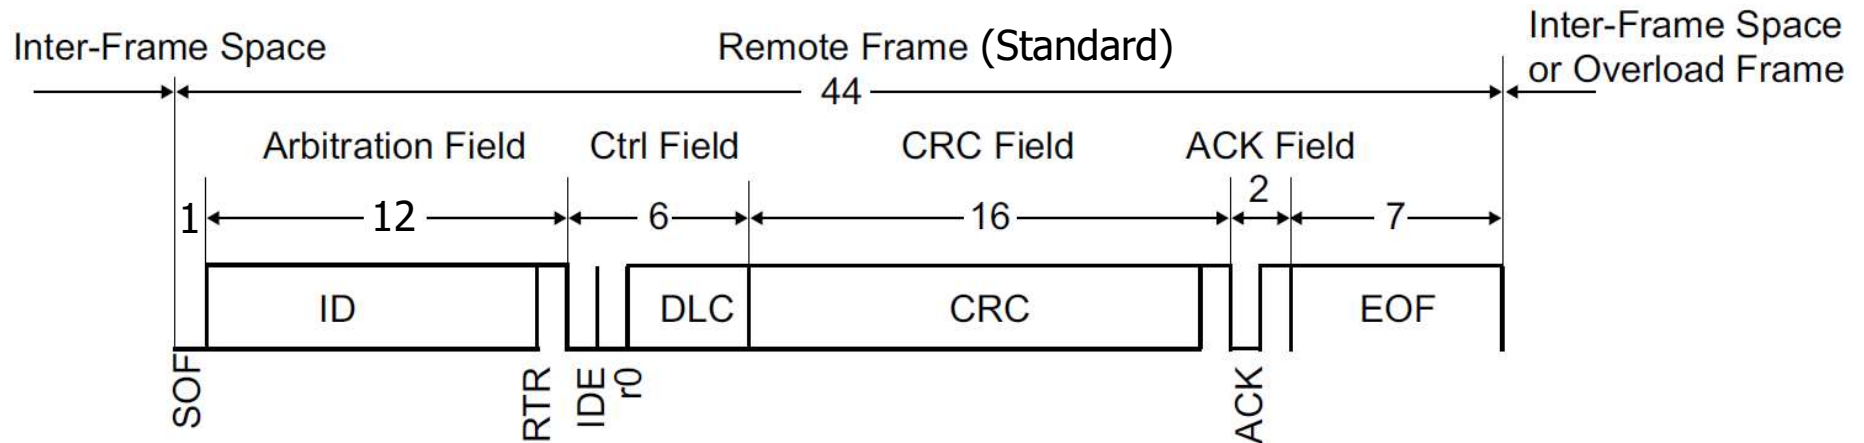 Inter-Frame Space
Remote Frame (Standard)
Inter-Frame Space
or Overload Frame
44
Arbitration Field
Ctrl Field
CRC Field
ACK Field
1
12
6
16
2
7
ID
DLC
CRC
EOF
SOF
RTR
IDE
r0
ACK